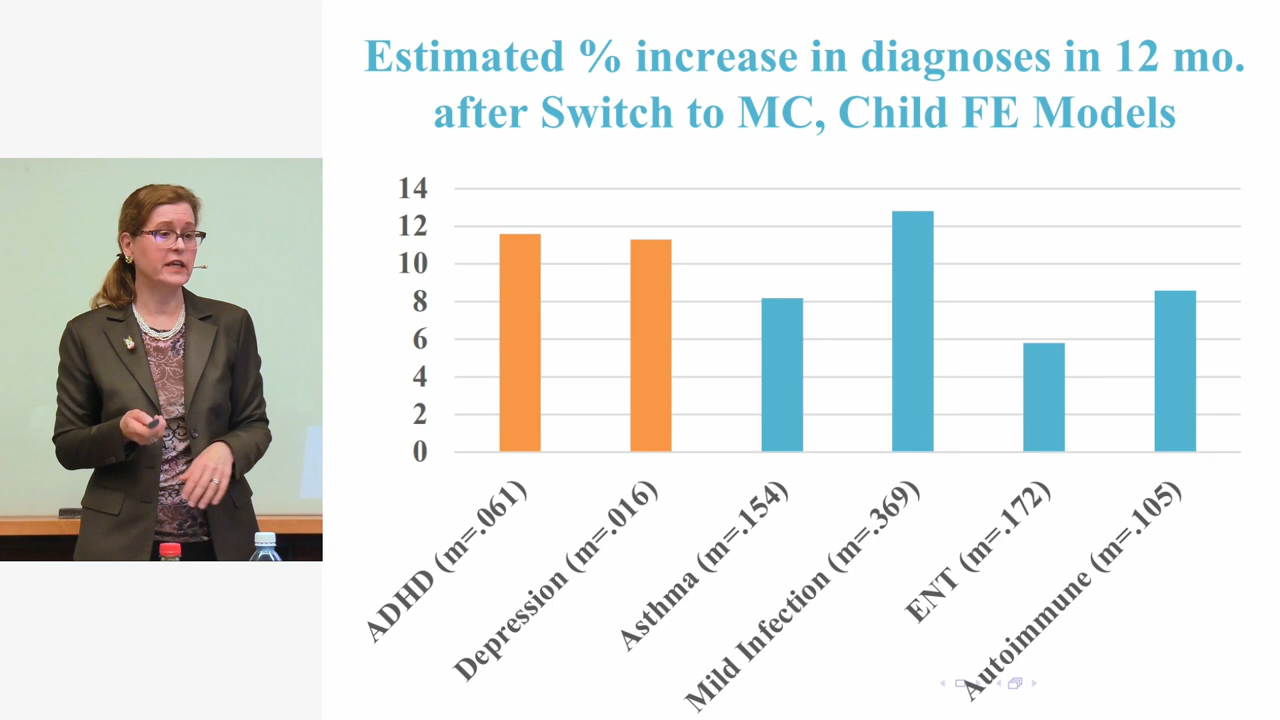 Estimated % increase in diagnoses in 12 mo.
after Switch to MC, Child FE Models
14
12
10
8
6
4
2
0
ADHD (m=.061)
Depression (m=.016)
Asthma (m=.154)
Mild Infection (m=.369)
ENT (m=.172)
Autoimmune (m=.105)